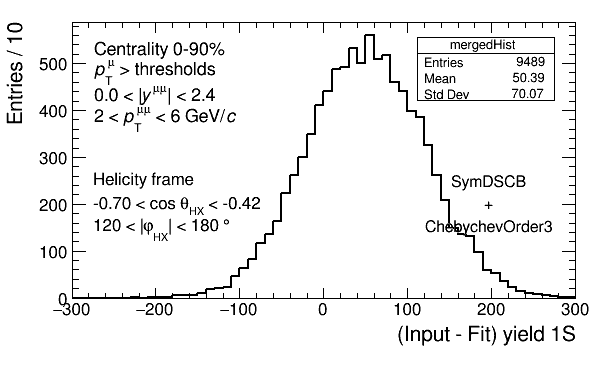 Entries / 10
Centrality 0-90%
p_T^μ > thresholds
0.0 < |y^μμ| < 2.4
2 < p_T^μμ < 6 GeV/c
mergedHist
Entries 9489
Mean 50.39
Std Dev 70.07
Helicity frame
-0.70 < cos θ_HX < -0.42
120 < |φ_HX| < 180 °
SymDSCB
+
ChebychevOrder3
500
400
300
200
100
0
−300 −200 −100 0 100 200 300
(Input - Fit) yield 1S